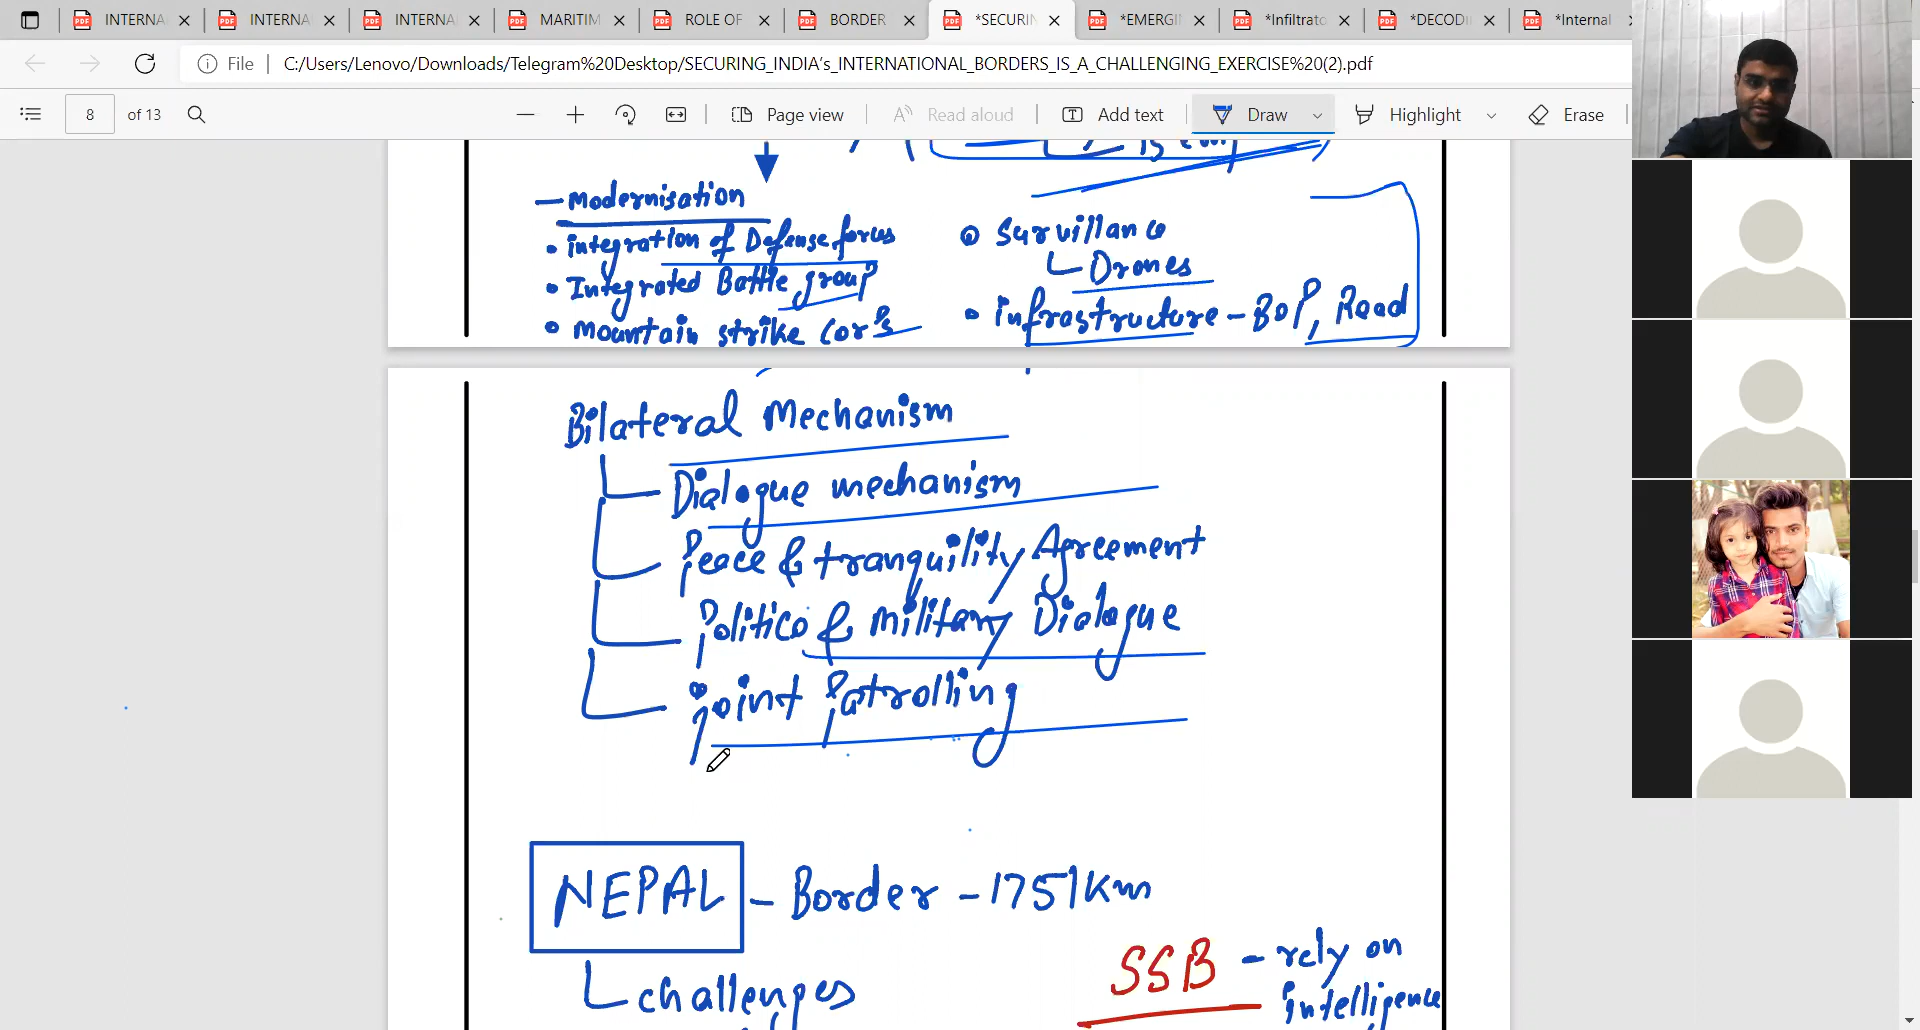 INTERNA
INTERNA
INTERNA
MARITIM
ROLE OF
BORDER
*SECURIN
*EMERGI
*Infiltrato
*DECODI
*Internal
File
C:/Users/Lenovo/Downloads/Telegram%20Desktop/SECURING_INDIA's_INTERNATIONAL_BORDERS_IS_A_CHALLENGING_EXERCISE%20(2).pdf
8 of 13
Page view
Read aloud
Add text
Draw
Highlight
Erase
- Modernisation
• integration of Defense forces
• Integrated Battle group
• Mountain strike cor's
• Survillance
Drones
• infrastructure - BOP, Road
Bilateral Mechanism
Dialogue mechanism
Peace & tranquility Agreement
Politico & military Dialogue
joint Patrolling
NEPAL - Border - 1751Km
challenges
SSB - rely on
intelligence